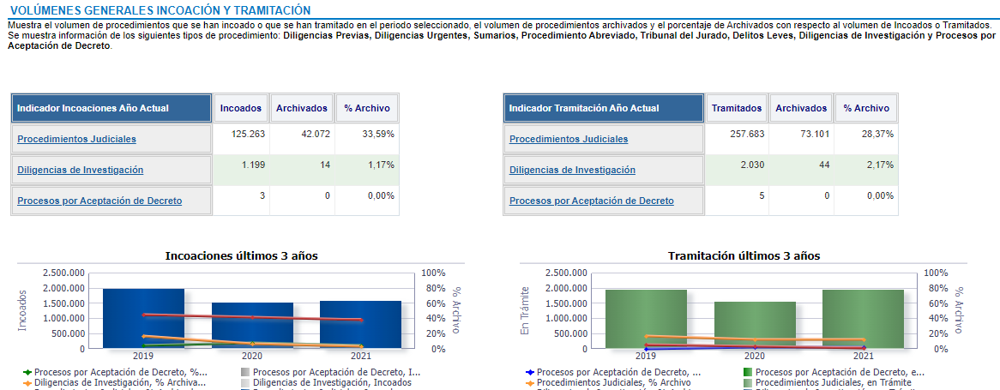 VOLÚMENES GENERALES INCOACIÓN Y TRAMITACIÓN
Muestra el volumen de procedimientos que se han incoado o que se han tramitado en el periodo seleccionado, el volumen de procedimientos archivados y el porcentaje de Archivados con respecto al volumen de Incoados o Tramitados.
Se muestra información de los siguientes tipos de procedimiento: Diligencias Previas, Diligencias Urgentes, Sumarios, Procedimiento Abreviado, Tribunal del Jurado, Delitos Leves, Diligencias de Investigación y Procesos por
Aceptación de Decreto.
Indicador Incoaciones Año Actual Incoados Archivados % Archivo
Procedimientos Judiciales 125.263 42.072 33,59%
Diligencias de Investigación 1.199 14 1,17%
Procesos por Aceptación de Decreto 3 0 0,00%
Indicador Tramitación Año Actual Tramitados Archivados % Archivo
Procedimientos Judiciales 257.683 73.101 28,37%
Diligencias de Investigación 2.030 44 2,17%
Procesos por Aceptación de Decreto 5 0 0,00%
Incoaciones últimos 3 años
Incoados
2.500.000 100%
2.000.000 80%
1.500.000 60%
1.000.000 40%
500.000 20%
0 0%
% Archivo
2019 2020 2021
Procesos por Aceptación de Decreto, %... Procesos por Aceptación de Decreto, I...
Diligencias de Investigación, % Archiva... Diligencias de Investigación, Incoados
Tramitación últimos 3 años
En Trámite
2.500.000 100%
2.000.000 80%
1.500.000 60%
1.000.000 40%
500.000 20%
0 0%
% Archivo
2019 2020 2021
Procesos por Aceptación de Decreto, ... Procesos por Aceptación de Decreto, e...
Procedimientos Judiciales, % Archivo Procedimientos Judiciales, en Trámite